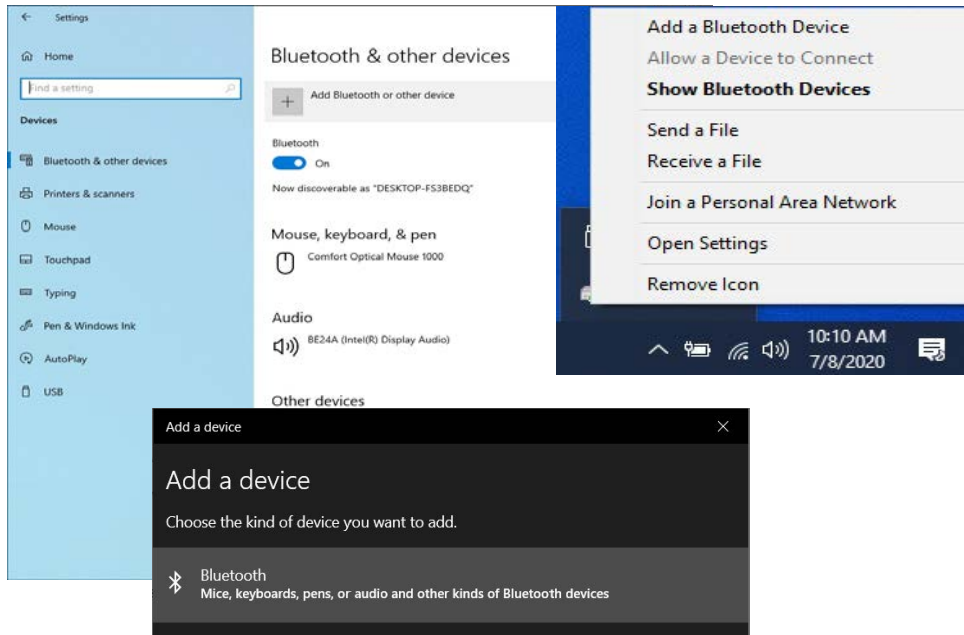 Settings
Home
Find a setting
Devices
Bluetooth & other devices
Printers & scanners
Mouse
Touchpad
Typing
Pen & Windows Ink
AutoPlay
USB
Bluetooth & other devices
Add Bluetooth or other device
Bluetooth
On
Now discoverable as "DESKTOP-FS3BEDQ"
Mouse, keyboard, & pen
Comfort Optical Mouse 1000
Audio
BE24A (Intel(R) Display Audio)
Other devices
Add a Bluetooth Device
Allow a Device to Connect
Show Bluetooth Devices
Send a File
Receive a File
Join a Personal Area Network
Open Settings
Remove Icon
10:10 AM
7/8/2020
Add a device
Add a device
Choose the kind of device you want to add.
Bluetooth
Mice, keyboards, pens, or audio and other kinds of Bluetooth devices